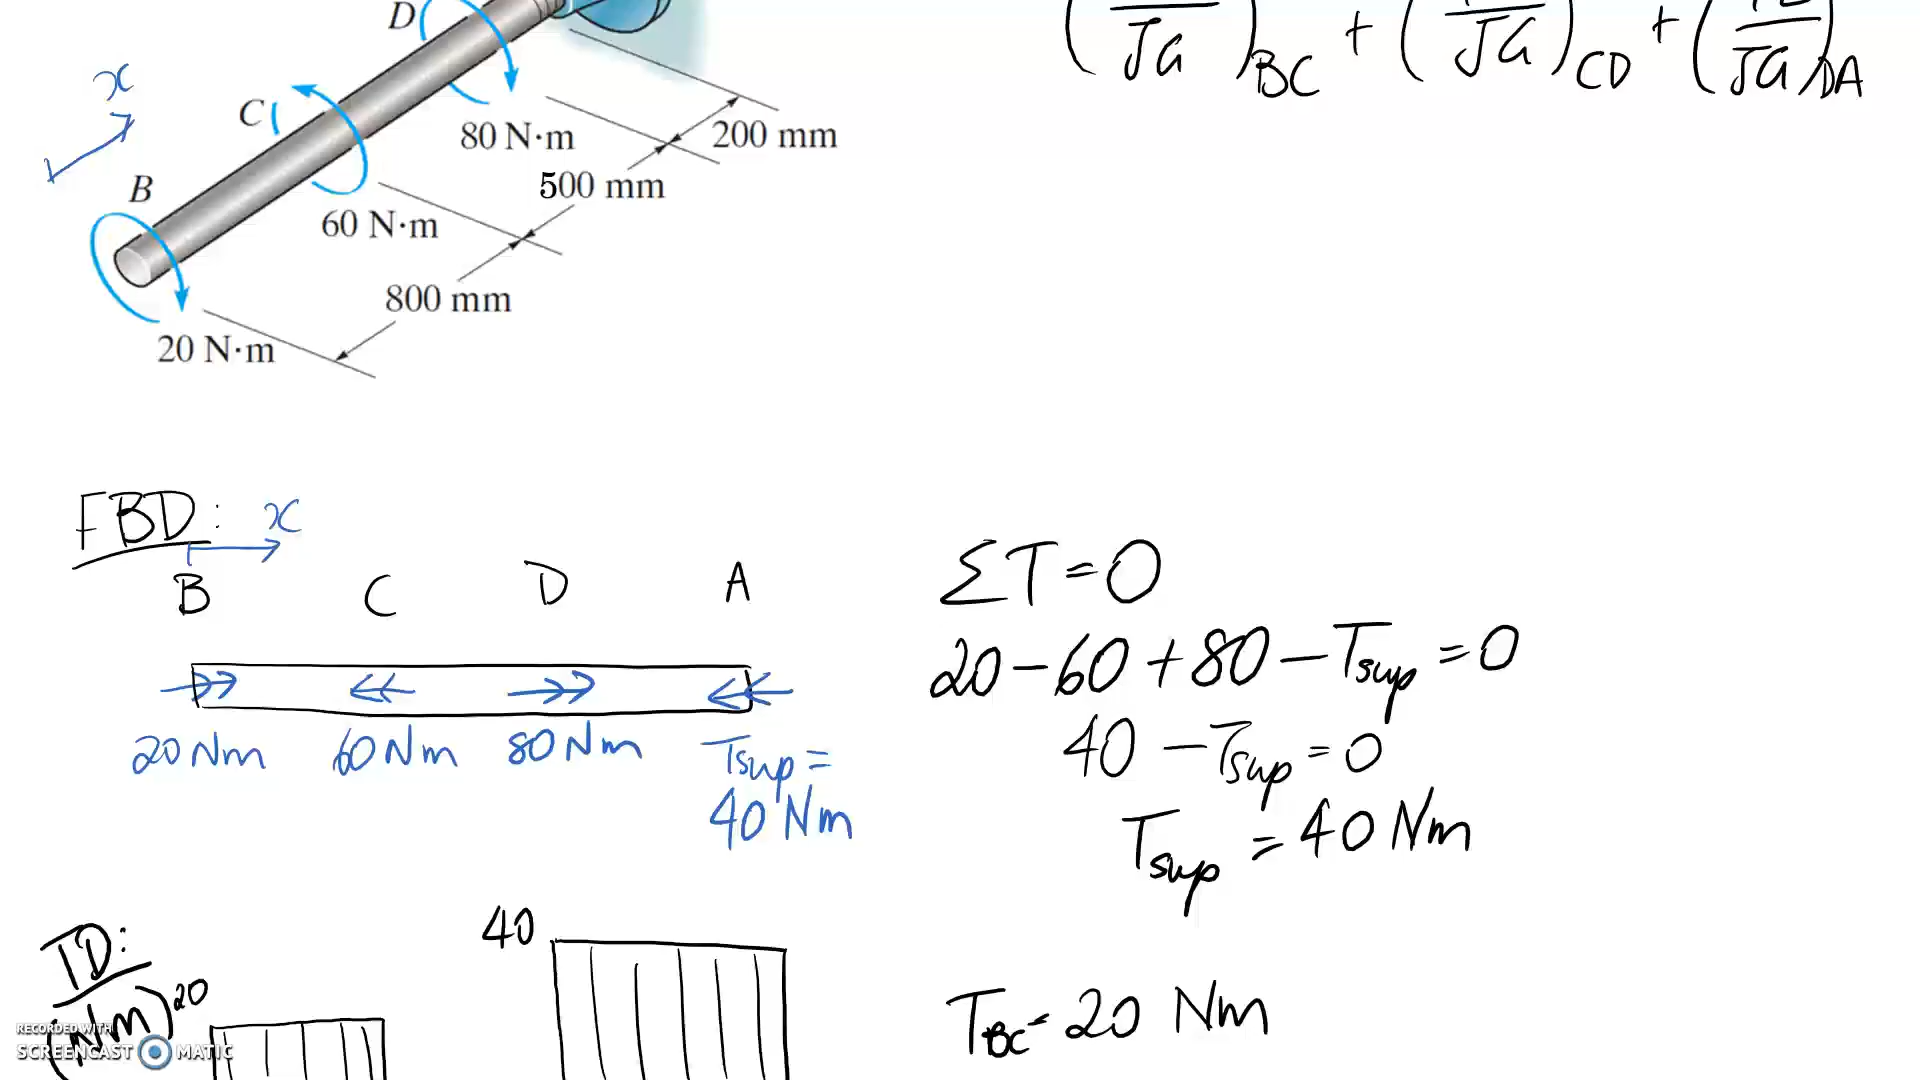 D
x
C
B
80 N·m
200 mm
500 mm
60 N·m
800 mm
20 N·m
JG )BC + ( JG )CD + ( JG )DA
FBD: x
B C D A
20 Nm 60 Nm 80 Nm Tsup =
40 Nm
ΣT=0
20-60+80-Tsup=0
40-Tsup=0
Tsup = 40 Nm
TD:
(Nm)
20
40
TBC=20 Nm
RECORDED WITH
SCREENCAST MATIC